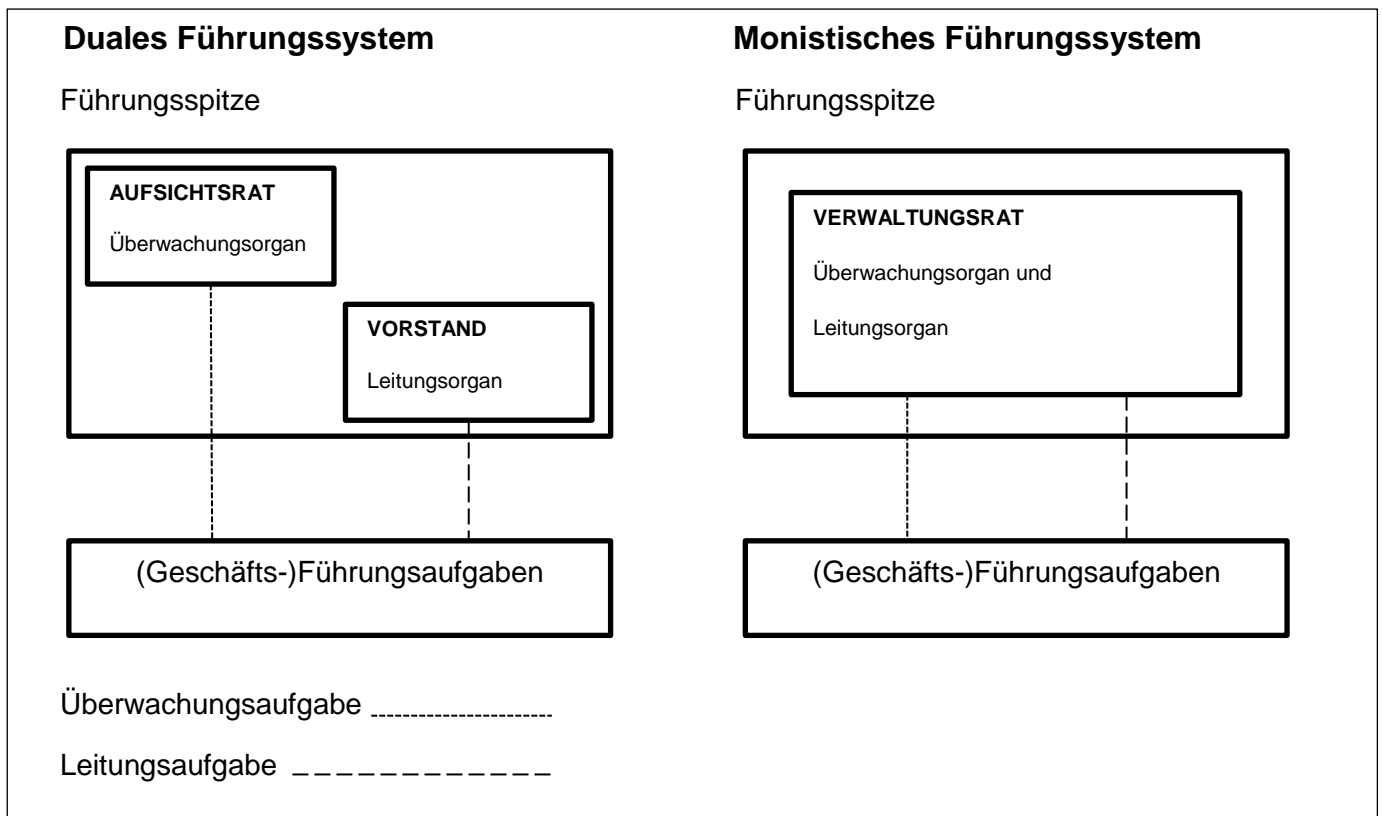 Duales Führungssystem
Führungsspitze
AUFSICHTSRAT
Überwachungsorgan
VORSTAND
Leitungsorgan
(Geschäfts-)Führungsaufgaben
Überwachungsaufgabe
Leitungsaufgabe
Monistisches Führungssystem
Führungsspitze
VERWALTUNGSRAT
Überwachungsorgan und
Leitungsorgan
(Geschäfts-)Führungsaufgaben